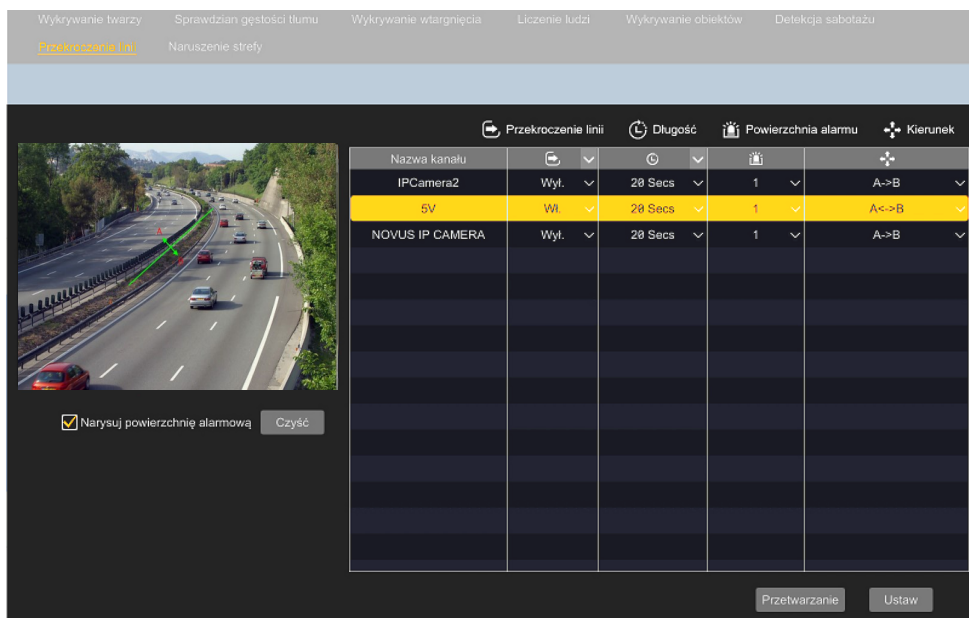 Wykrywanie twarzy Sprawdzian gęstości tłumu Wykrywanie wtargnięcia Liczenie ludzi Wykrywanie obiektów Detekcja sabotażu
Przekroczenie linii Naruszenie strefy
Przekroczenie linii Długość Powierzchnia alarmu Kierunek
Nazwa kanału
IPCamera2 Wył. 20 Secs 1 A->B
5V Wł. 20 Secs 1 A<->B
NOVUS IP CAMERA Wył. 20 Secs 1 A->B
A
Narysuj powierzchnię alarmową Czyść
Przetwarzanie Ustaw